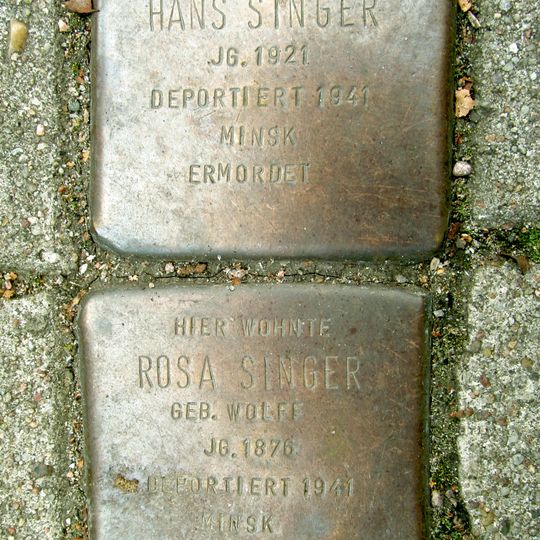 HANS SINGER
JG. 1921
DEPORTIERT 1941
MINSK
ERMORDET
HIER WOHNTE
ROSA SINGER
GEB. WOLFF
JG. 1876
DEPORTIERT 1941
MINSK